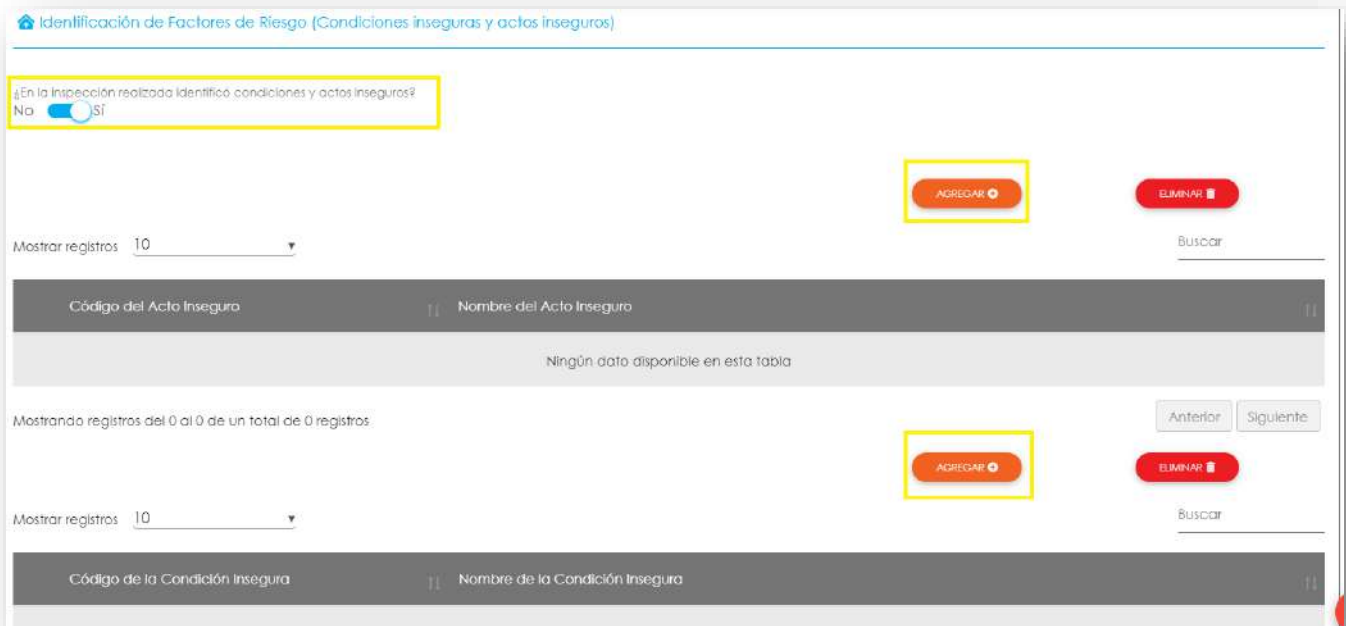 Identificación de Factores de Riesgo (Condiciones inseguras y actos inseguros)
¿En la inspección realizada identificó condiciones y actos inseguros?
No Sí
AGREGAR ELIMINAR
Mostrar registros 10 Buscar
Código del Acto Inseguro Nombre del Acto Inseguro
Ningún dato disponible en esta tabla
Mostrando registros del 0 al 0 de un total de 0 registros Anterior Siguiente
AGREGAR ELIMINAR
Mostrar registros 10 Buscar
Código de la Condición Insegura Nombre de la Condición Insegura